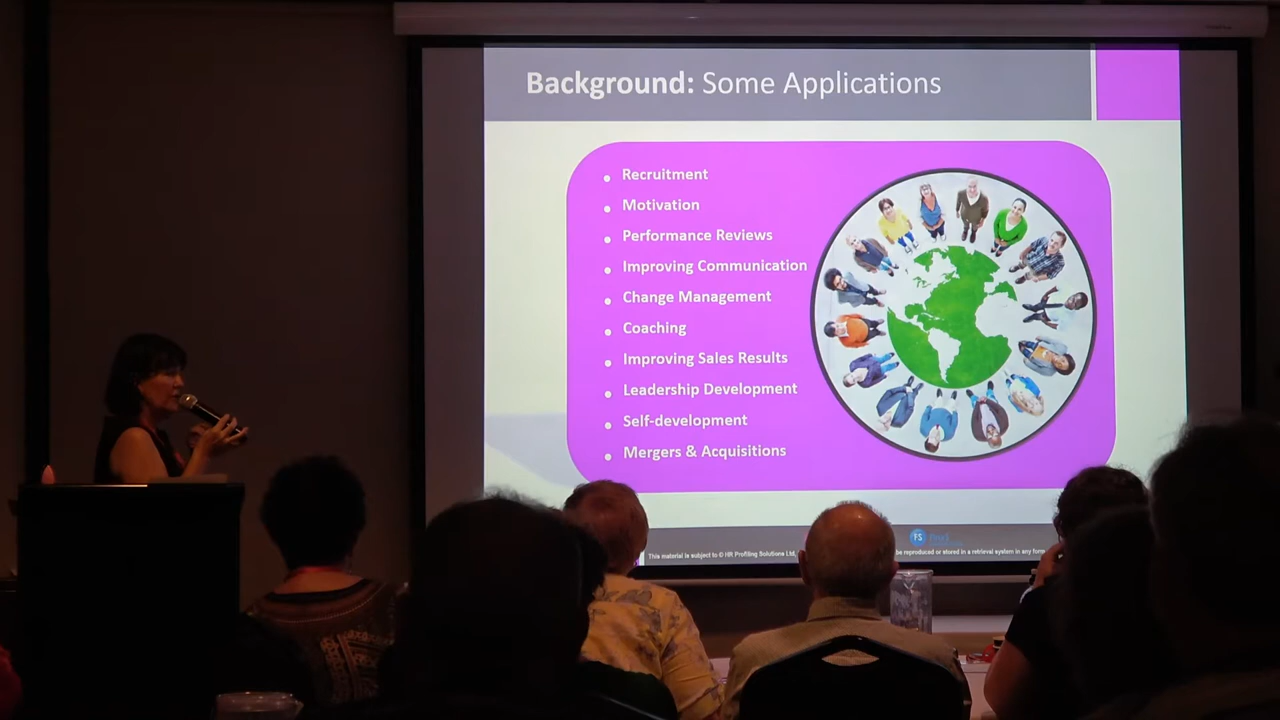 Background: Some Applications
Recruitment
Motivation
Performance Reviews
Improving Communication
Change Management
Coaching
Improving Sales Results
Leadership Development
Self-development
Mergers & Acquisitions
FS
This material is subject to © HR Profiling Solutions Ltd, be reproduced or stored in a retrieval system in any form